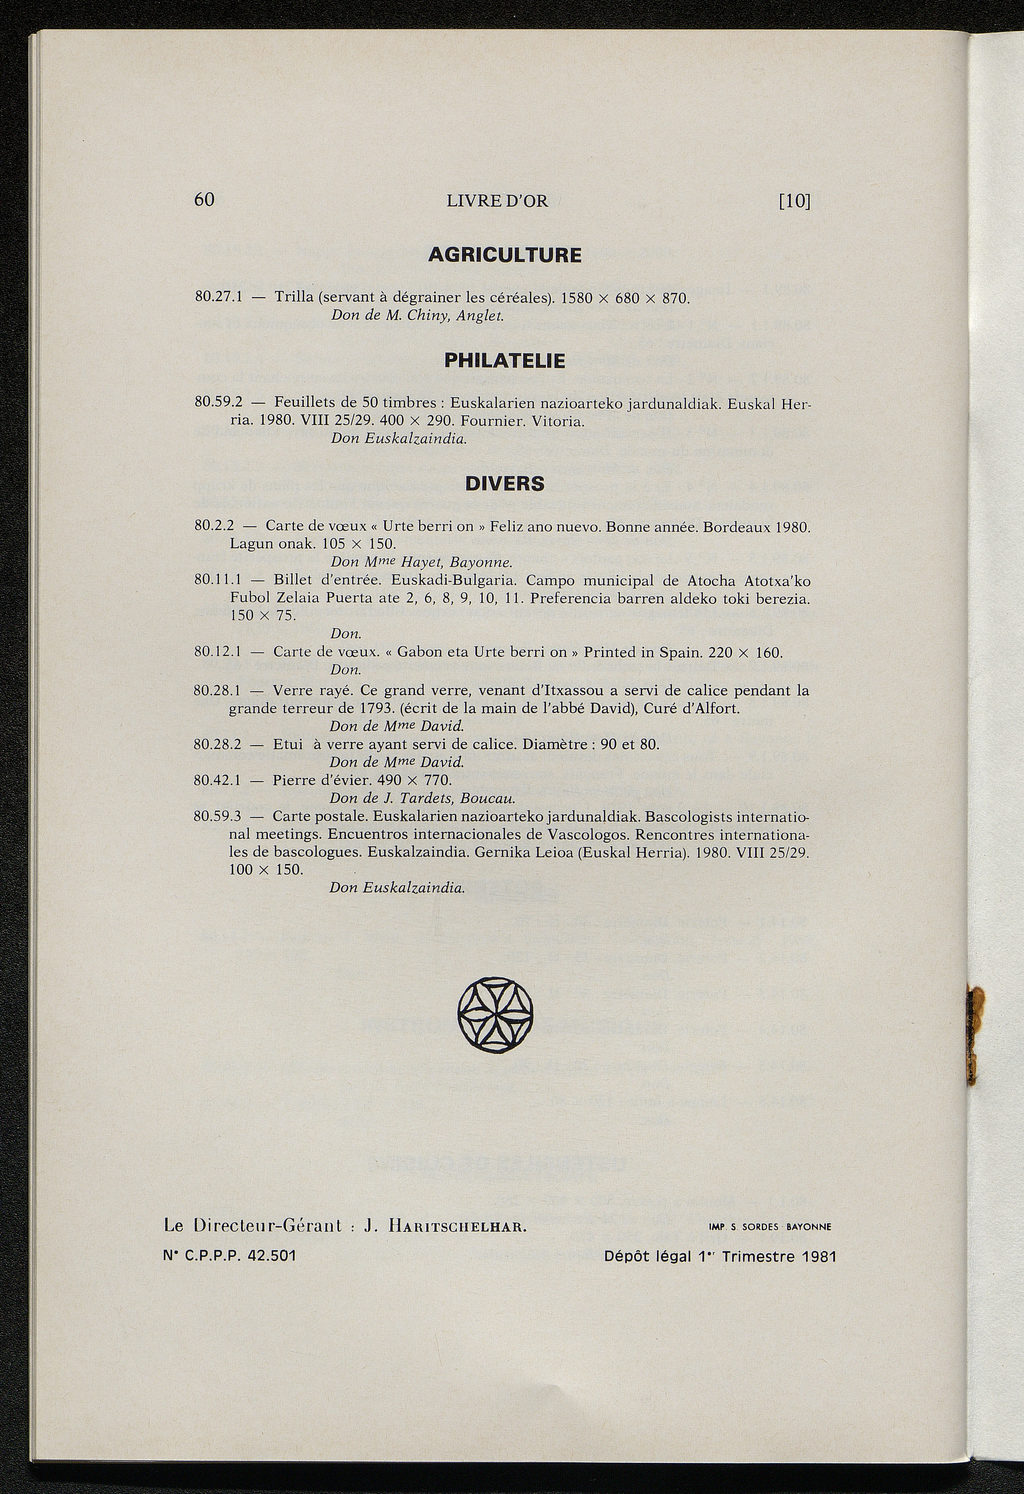 60 LIVRE D'OR [10]
AGRICULTURE
80.27.1 — Trilla (servant à dégrainer les céréales). 1580 × 680 × 870.
Don de M. Chiny, Anglet.
PHILATELIE
80.59.2 — Feuillets de 50 timbres : Euskalarien nazioarteko jardunaldiak. Euskal Her-
ria. 1980. VIII 25/29. 400 × 290. Fournier. Vitoria.
Don Euskalzaindia.
DIVERS
80.2.2 — Carte de vœux « Urte berri on » Feliz ano nuevo. Bonne année. Bordeaux 1980.
Lagun onak. 105 × 150.
Don Mme Hayet, Bayonne.
80.11.1 — Billet d'entrée. Euskadi-Bulgaria. Campo municipal de Atocha Atotxa'ko
Fubol Zelaia Puerta ate 2, 6, 8, 9, 10, 11. Preferencia barren aldeko toki berezia.
150 × 75.
Don.
80.12.1 — Carte de vœux. « Gabon eta Urte berri on » Printed in Spain. 220 × 160.
Don.
80.28.1 — Verre rayé. Ce grand verre, venant d'Itxassou a servi de calice pendant la
grande terreur de 1793. (écrit de la main de l'abbé David), Curé d'Alfort.
Don de Mme David.
80.28.2 — Etui à verre ayant servi de calice. Diamètre : 90 et 80.
Don de Mme David.
80.42.1 — Pierre d'évier. 490 × 770.
Don de J. Tardets, Boucau.
80.59.3 — Carte postale. Euskalarien nazioarteko jardunaldiak. Bascologists internatio-
nal meetings. Encuentros internacionales de Vascologos. Rencontres internationa-
les de bascologues. Euskalzaindia. Gernika Leioa (Euskal Herria). 1980. VIII 25/29.
100 × 150.
Don Euskalzaindia.
Le Directeur-Gérant : J. HARITSCHELHAR. IMP. S. SORDES - BAYONNE
N° C.P.P.P. 42.501 Dépôt légal 1er Trimestre 1981